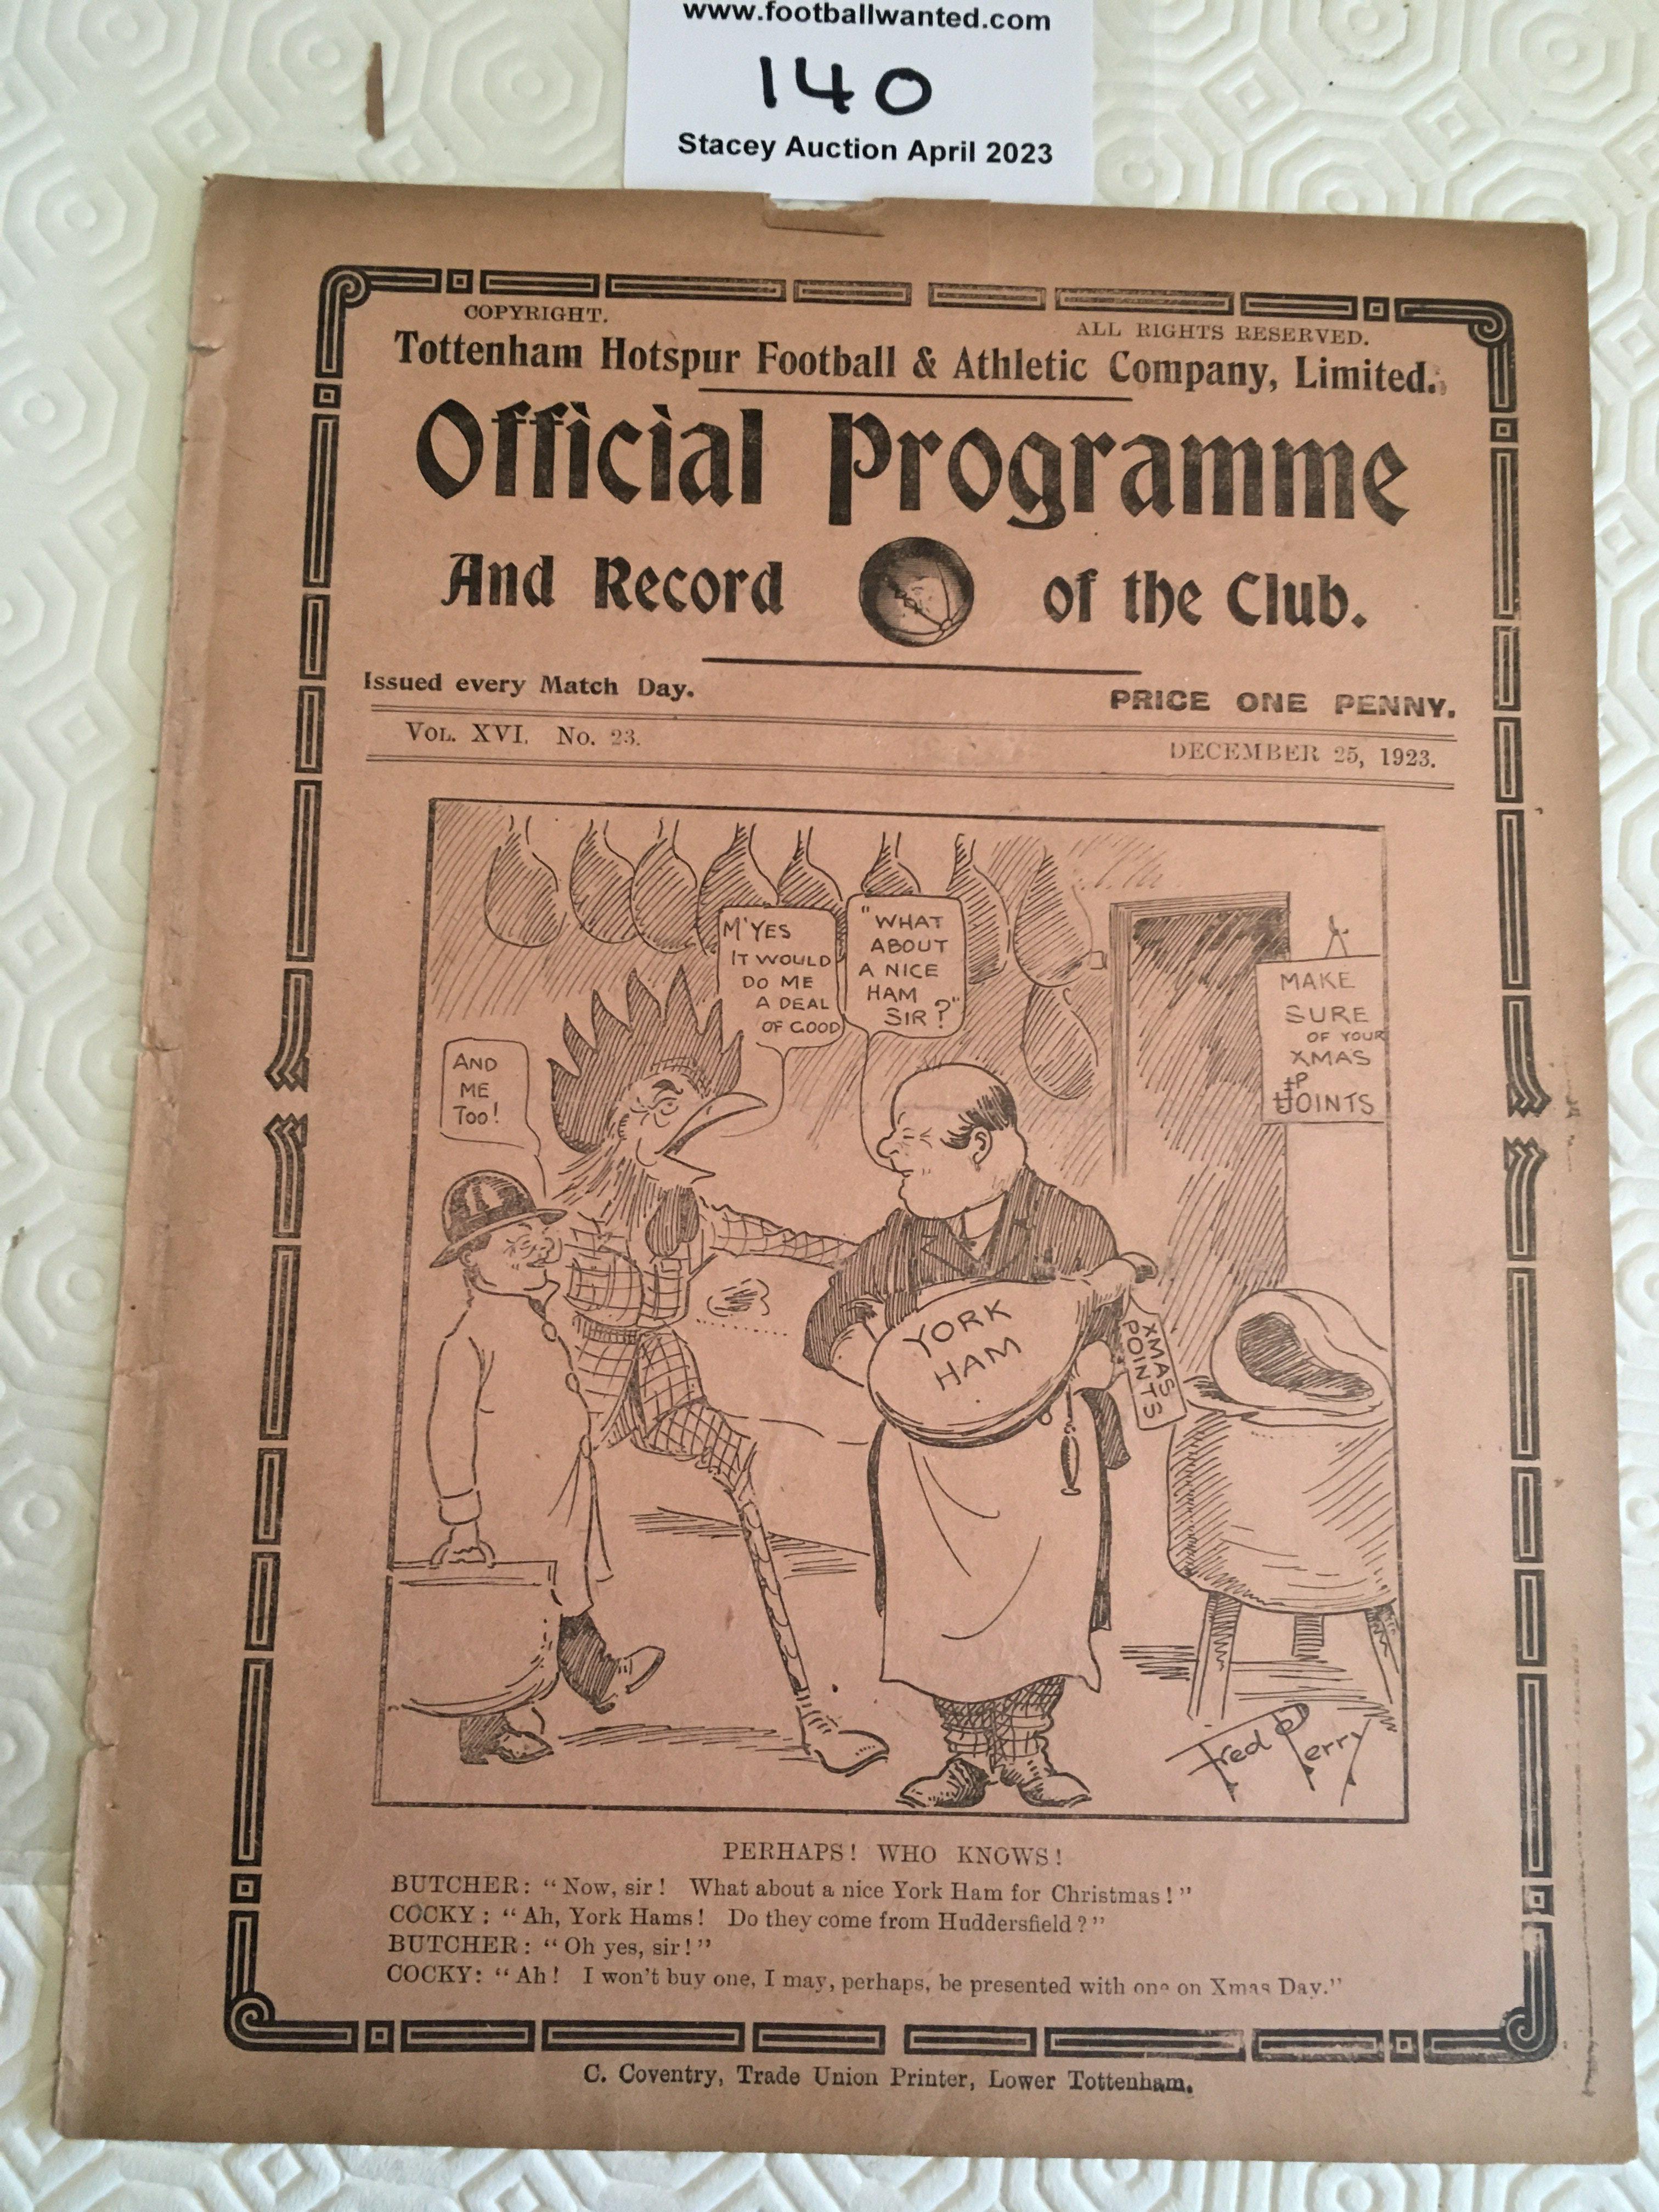 www.footballwanted.com
140
Stacey Auction April 2023
COPYRIGHT.
ALL RIGHTS RESERVED.
Tottenham Hotspur Football & Athletic Company, Limited.
Official Programme
And Record of the Club.
Issued every Match Day.
PRICE ONE PENNY.
VOL. XVI. No. 23.
DECEMBER 25, 1923.
M'YES
IT WOULD
DO ME
A DEAL
OF GOOD
"WHAT
ABOUT
A NICE
HAM
SIR?"
AND
ME
TOO!
MAKE
SURE
OF YOUR
XMAS
P
JOINTS
YORK
HAM
XMAS
POINTS
Fred Perry
PERHAPS! WHO KNOWS!
BUTCHER: "Now, sir! What about a nice York Ham for Christmas!"
COCKY: "Ah, York Hams! Do they come from Huddersfield?"
BUTCHER: "Oh yes, sir!"
COCKY: "Ah! I won't buy one, I may, perhaps, be presented with one on Xmas Day."
C. Coventry, Trade Union Printer, Lower Tottenham.